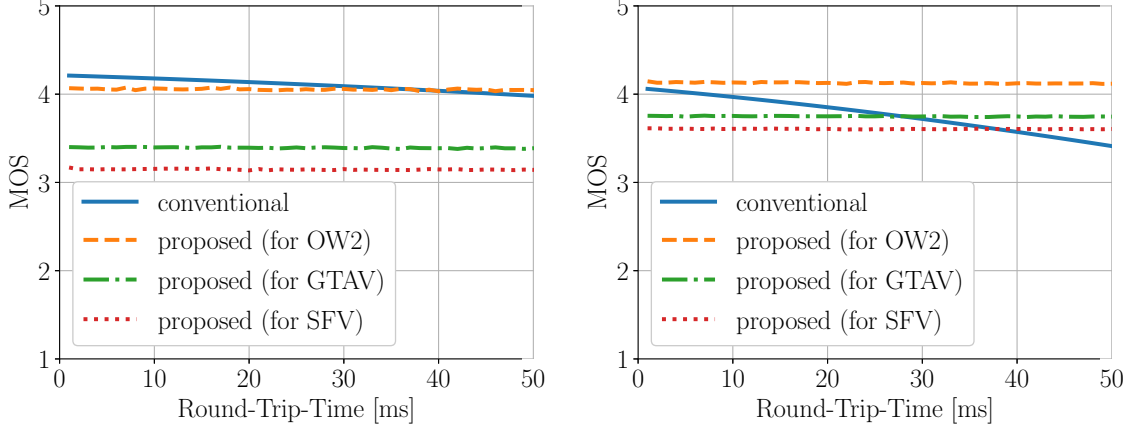 5
4
3
2
1
MOS
conventional
proposed (for OW2)
proposed (for GTAV)
proposed (for SFV)
0 10 20 30 40 50
Round-Trip-Time [ms]
5
4
3
2
1
MOS
conventional
proposed (for OW2)
proposed (for GTAV)
proposed (for SFV)
0 10 20 30 40 50
Round-Trip-Time [ms]